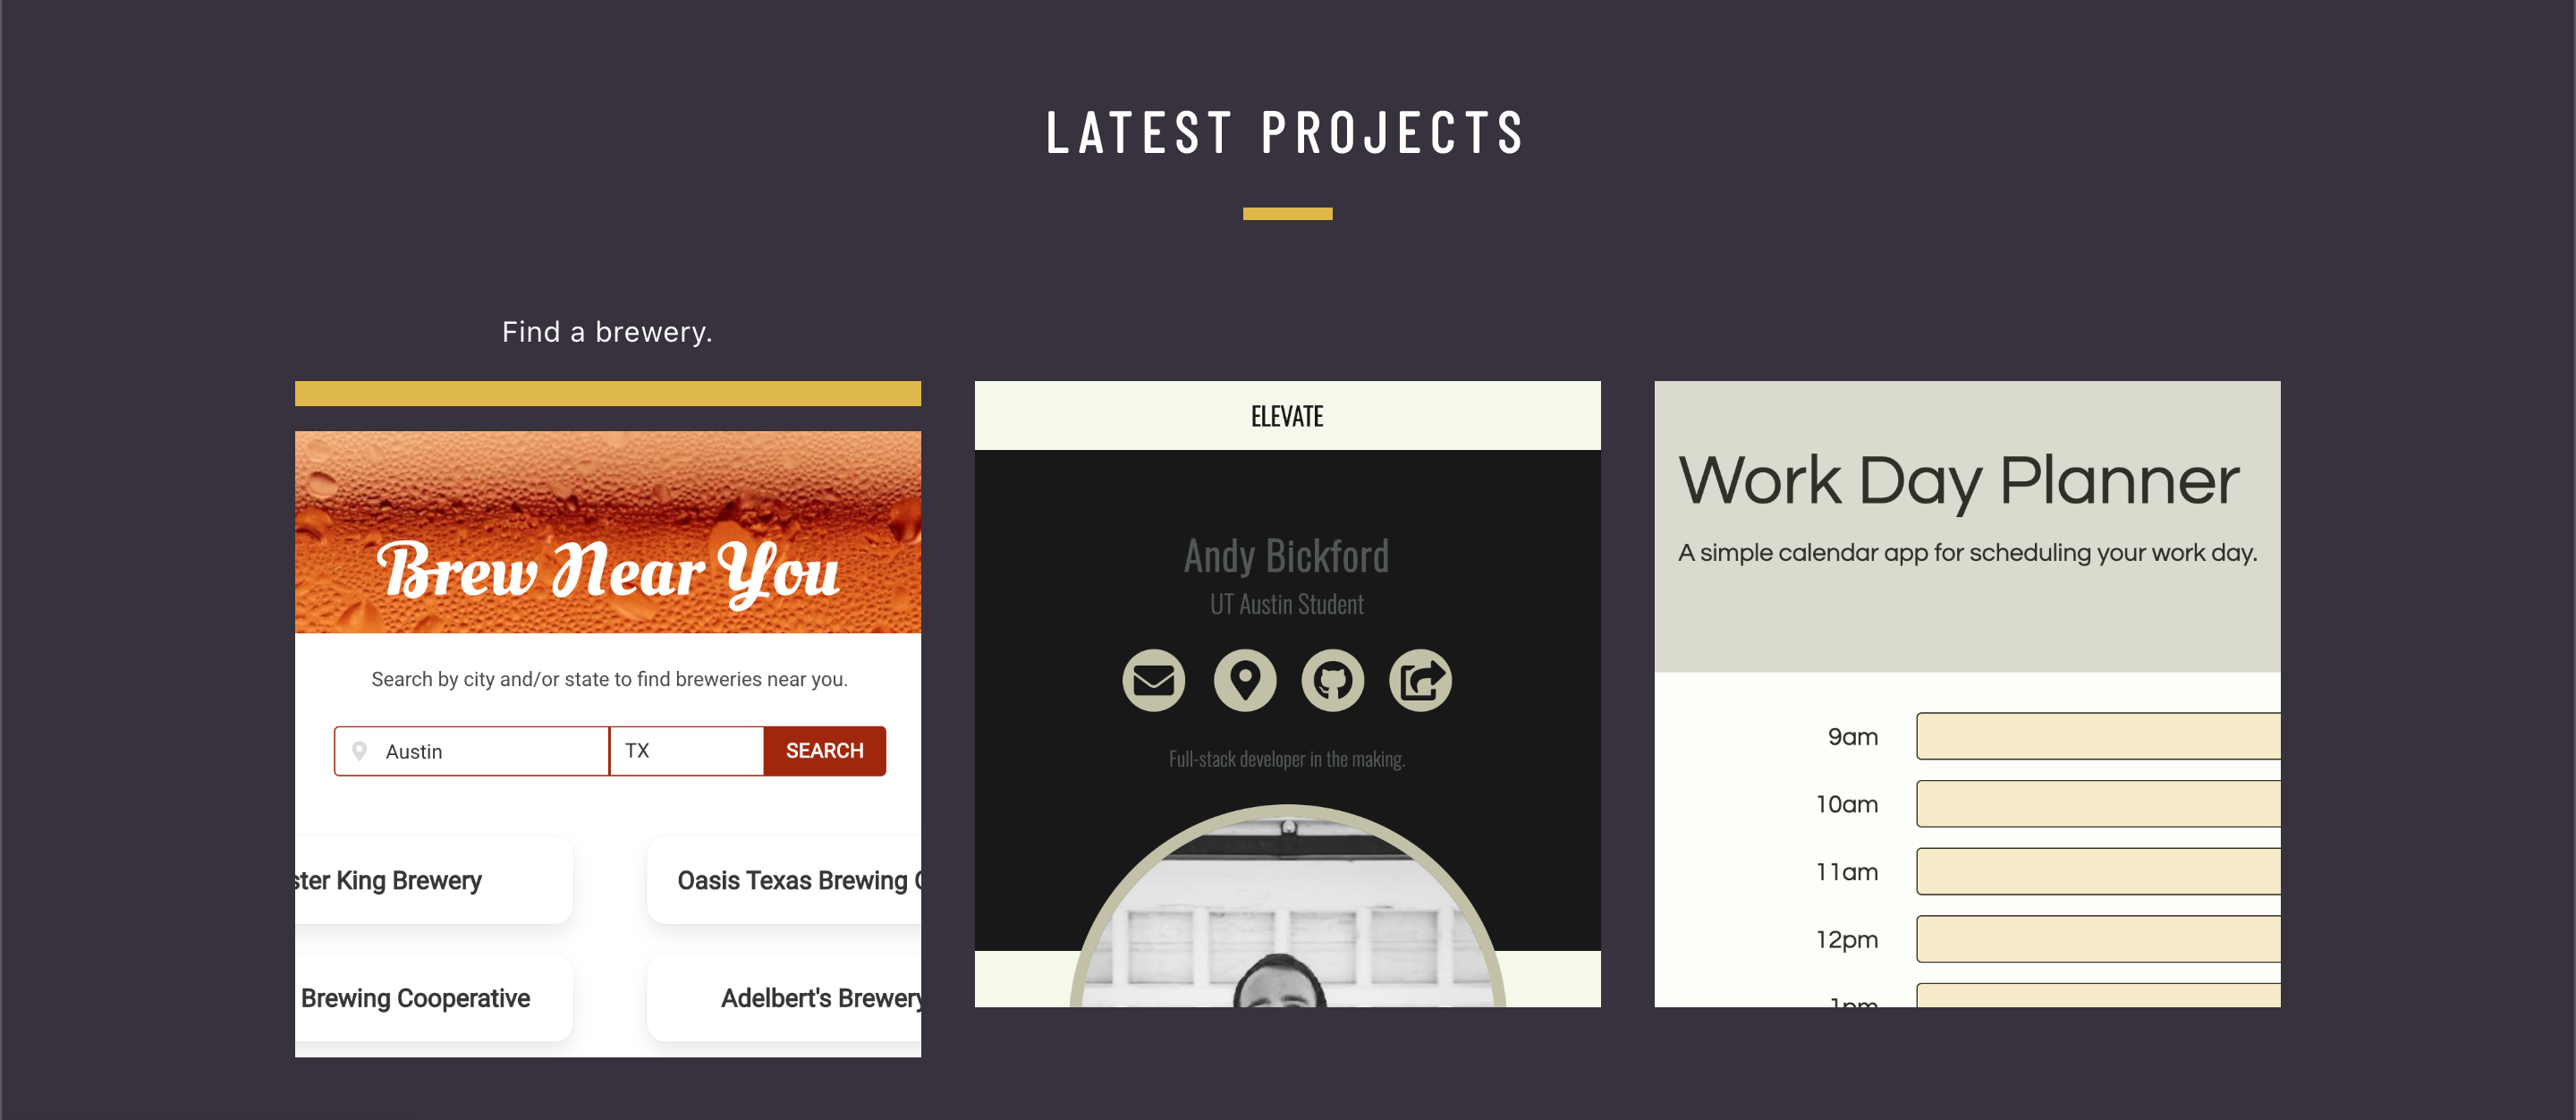 LATEST PROJECTS
Find a brewery.
Brew Near You
Search by city and/or state to find breweries near you.
Austin TX SEARCH
ster King Brewery
Oasis Texas Brewing
Brewing Cooperative
Adelbert's Brewery
ELEVATE
Andy Bickford
UT Austin Student
Full-stack developer in the making.
Work Day Planner
A simple calendar app for scheduling your work day.
9am
10am
11am
12pm
1pm